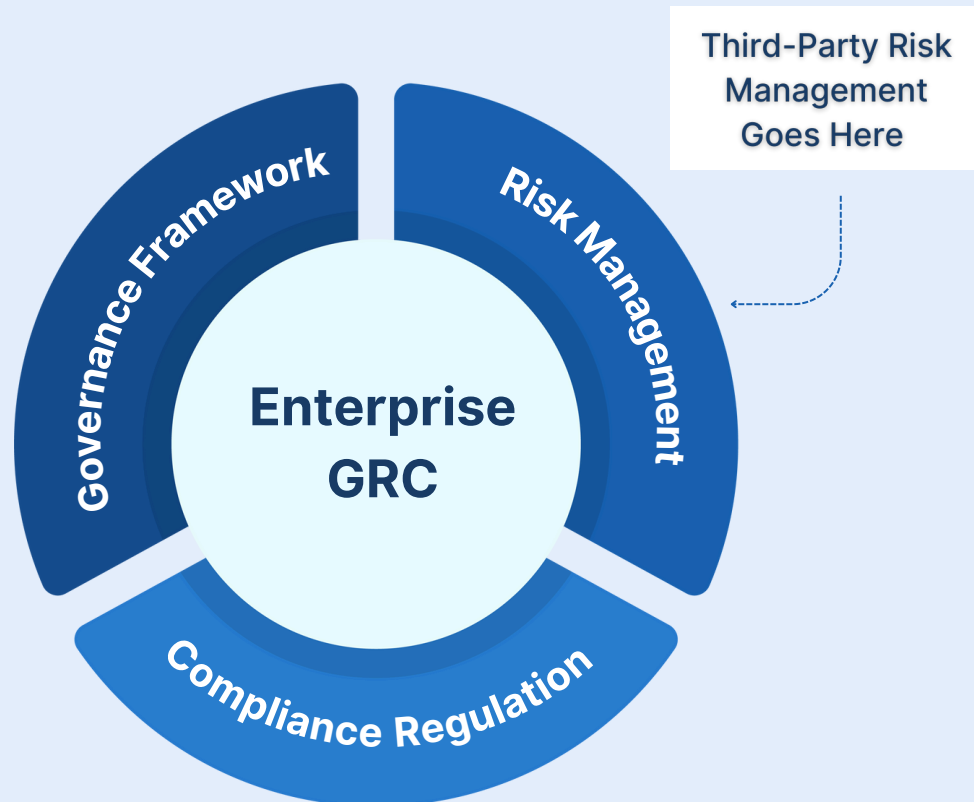 Third-Party Risk
Management
Goes Here
Governance Framework
Risk Management
Enterprise
GRC
Compliance Regulation